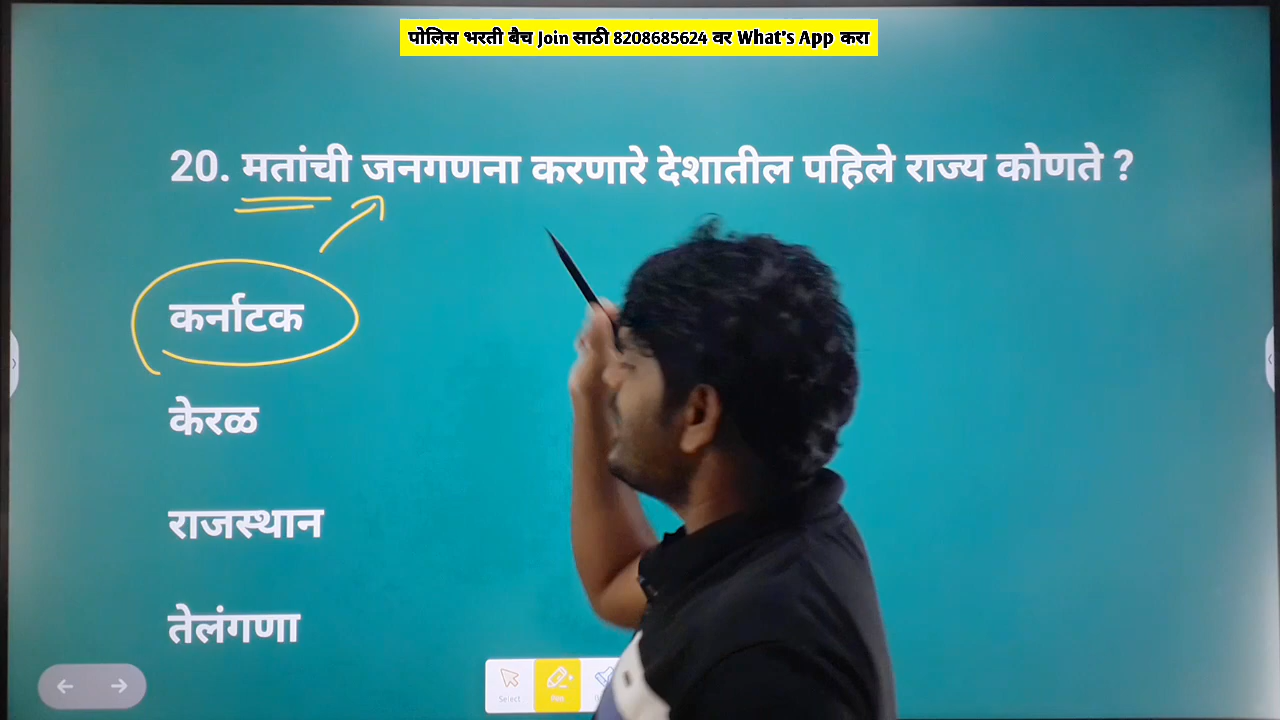 पोलिस भरती बैच Join साठी 8208685624 वर What's App करा
20. मतांची जनगणना करणारे देशातील पहिले राज्य कोणते ?
कर्नाटक
केरळ
राजस्थान
तेलंगणा
Select